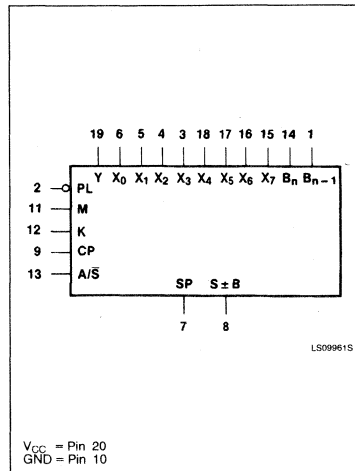 19 6 5 4 3 18 17 16 15 14 1
Y X0 X1 X2 X3 X4 X5 X6 X7 Bn Bn-1
2 PL
11 M
12 K
9 CP
13 A/S̅
SP S ± B
7 8
LS09961S
VCC = Pin 20
GND = Pin 10